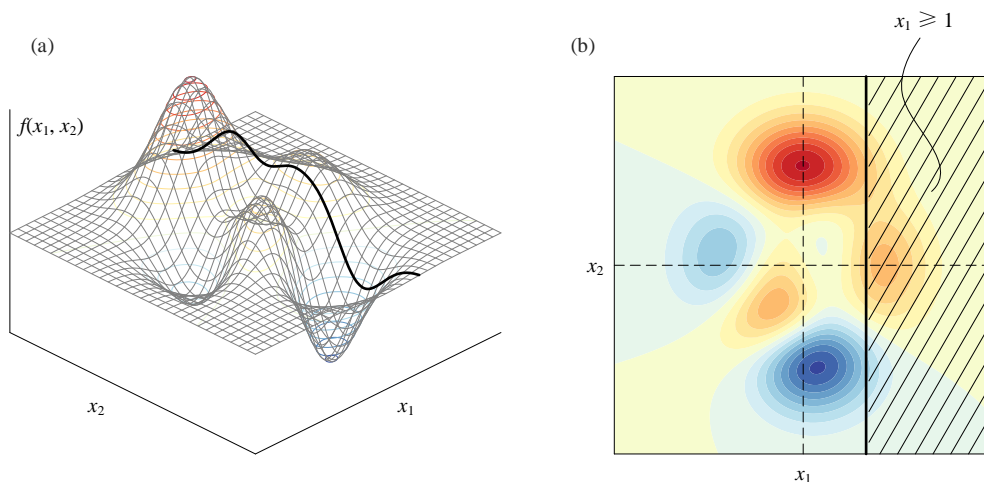 (a)
f(x₁, x₂)
x₂
x₁
(b)
x₁ ⩾ 1
x₂
x₁